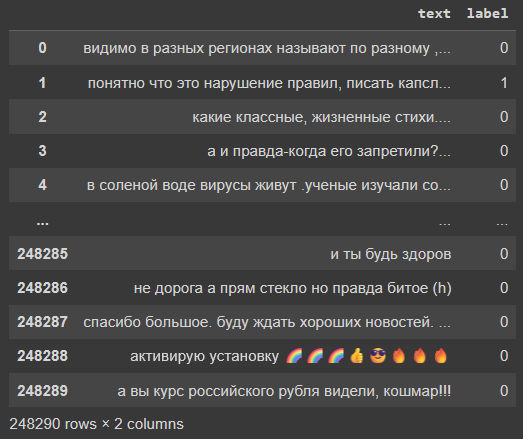 text label
0 видимо в разных регионах называют по разному ,... 0
1 понятно что это нарушение правил, писать капсл... 1
2 какие классные, жизненные стихи.... 0
3 а и правда-когда его запретили?... 0
4 в соленой воде вирусы живут .ученые изучали со... 0
... ... ...
248285 и ты будь здоров 0
248286 не дорога а прям стекло но правда битое (h) 0
248287 спасибо большое. буду ждать хороших новостей. ... 0
248288 активирую установку 🌈🌈🌈👍😎🔥🔥🔥 0
248289 а вы курс российского рубля видели, кошмар!!! 0
248290 rows × 2 columns